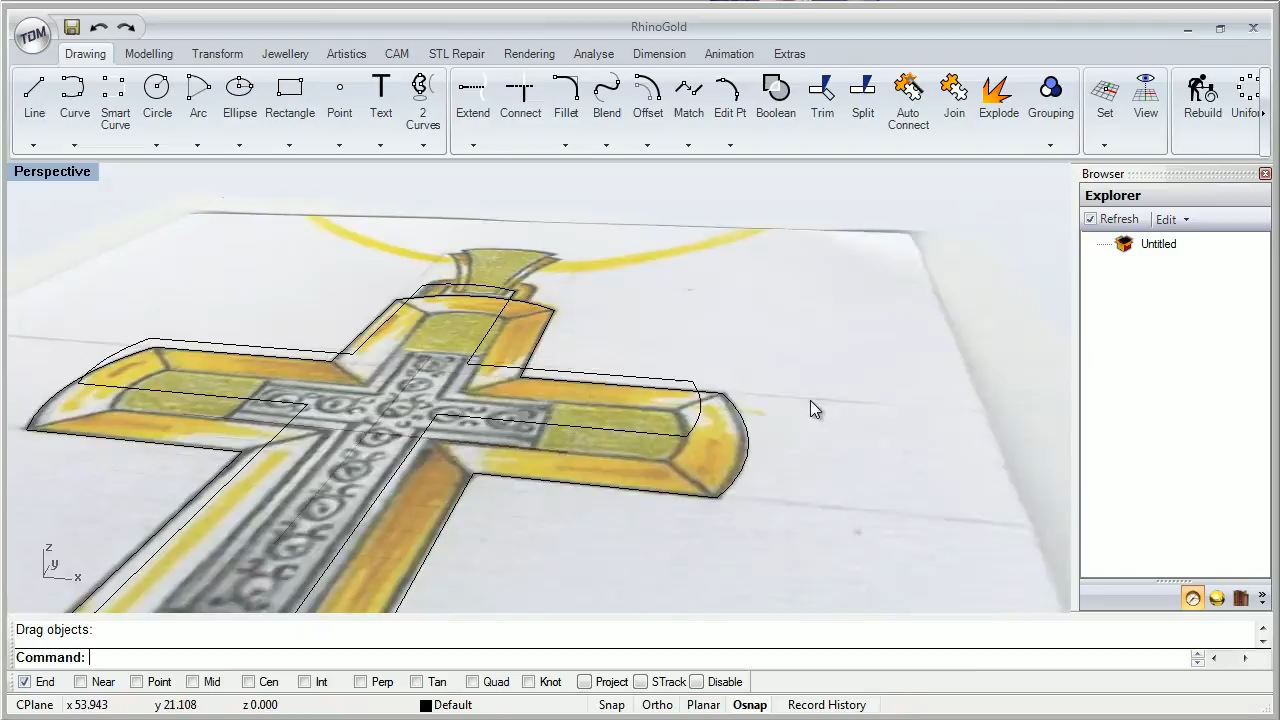 RhinoGold
TDM
Drawing Modelling Transform Jewellery Artistics CAM STL Repair Rendering Analyse Dimension Animation Extras
Line Curve Smart Curve Circle Arc Ellipse Rectangle Point Text 2 Curves Extend Connect Fillet Blend Offset Match Edit Pt Boolean Trim Split Auto Connect Join Explode Grouping Set View Rebuild Uniform
Perspective
Browser
Explorer
Refresh Edit
Untitled
z
y
x
Drag objects:
Command:
End Near Point Mid Cen Int Perp Tan Quad Knot Project STrack Disable
CPlane x 53.943 y 21.108 z 0.000 Default Snap Ortho Planar Osnap Record History